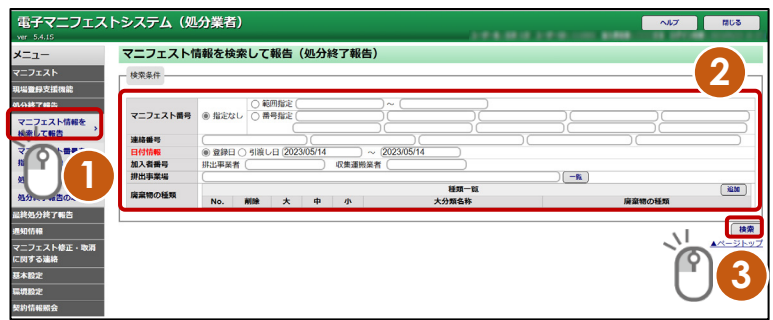 電子マニフェストシステム（処分業者）
ver 5.4.15
ヘルプ 閉じる
メニュー
マニフェスト
現場登録支援機能
処分終了報告
マニフェスト情報を検索して報告
1
最終処分終了報告
通知情報
マニフェスト修正・取消に関する連絡
基本設定
環境設定
契約情報照会
マニフェスト情報を検索して報告（処分終了報告）
検索条件
2
マニフェスト番号 指定なし 範囲指定 ～
番号指定
連絡番号
日付情報 登録日 引渡し日 2023/05/14 ～ 2023/05/14
加入者番号 排出事業者 収集運搬業者
排出事業場 一覧
廃棄物の種類 種類一覧 追加
No. 削除 大 中 小 大分類名称 廃棄物の種類
検索
▲ページトップ
3